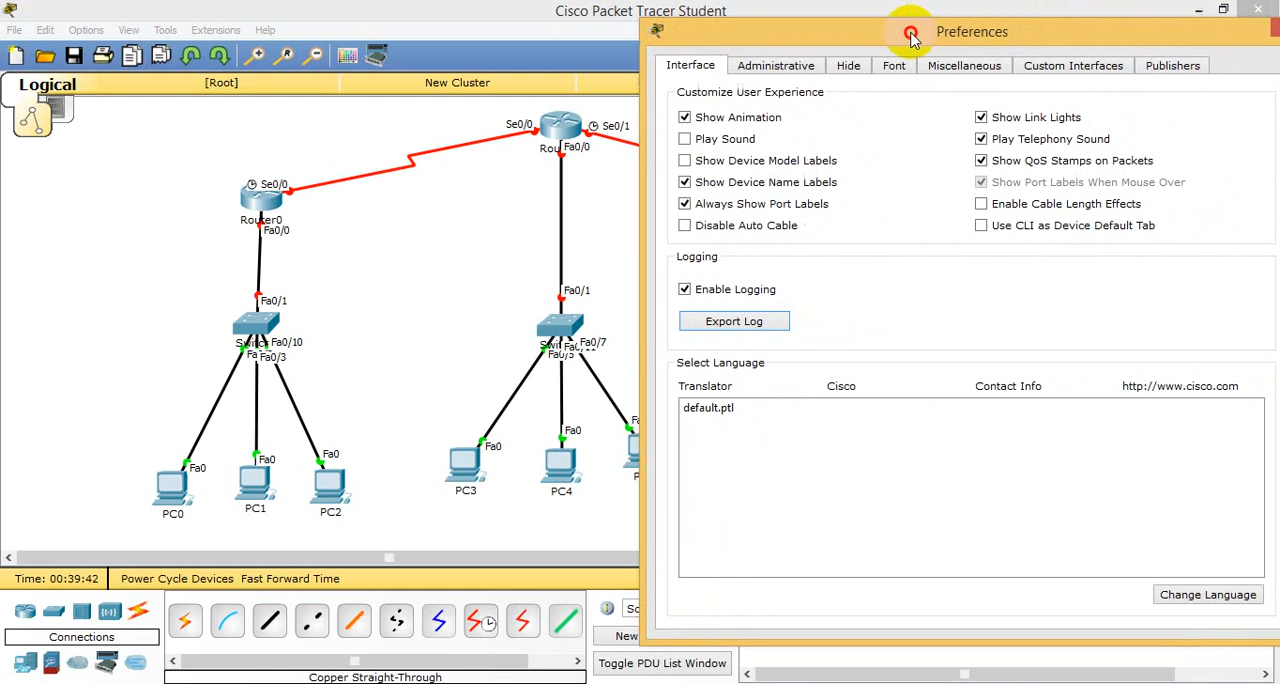 Cisco Packet Tracer Student
File Edit Options View Tools Extensions Help
Logical
[Root]
New Cluster
Se0/0
Se0/1
Fa0/0
Se0/0
Router0
Fa0/0
Fa0/1
Fa0/10
Fa0/3
Fa0/1
Fa0/7
Fa0
Fa0
Fa0
Fa0
Fa0
PC0
PC1
PC2
PC3
PC4
Time: 00:39:42
Power Cycle Devices Fast Forward Time
Connections
Copper Straight-Through
New
Toggle PDU List Window
Preferences
Interface Administrative Hide Font Miscellaneous Custom Interfaces Publishers
Customize User Experience
Show Animation
Play Sound
Show Device Model Labels
Show Device Name Labels
Always Show Port Labels
Disable Auto Cable
Show Link Lights
Play Telephony Sound
Show QoS Stamps on Packets
Show Port Labels When Mouse Over
Enable Cable Length Effects
Use CLI as Device Default Tab
Logging
Enable Logging
Export Log
Select Language
Translator Cisco Contact Info http://www.cisco.com
default.ptl
Change Language